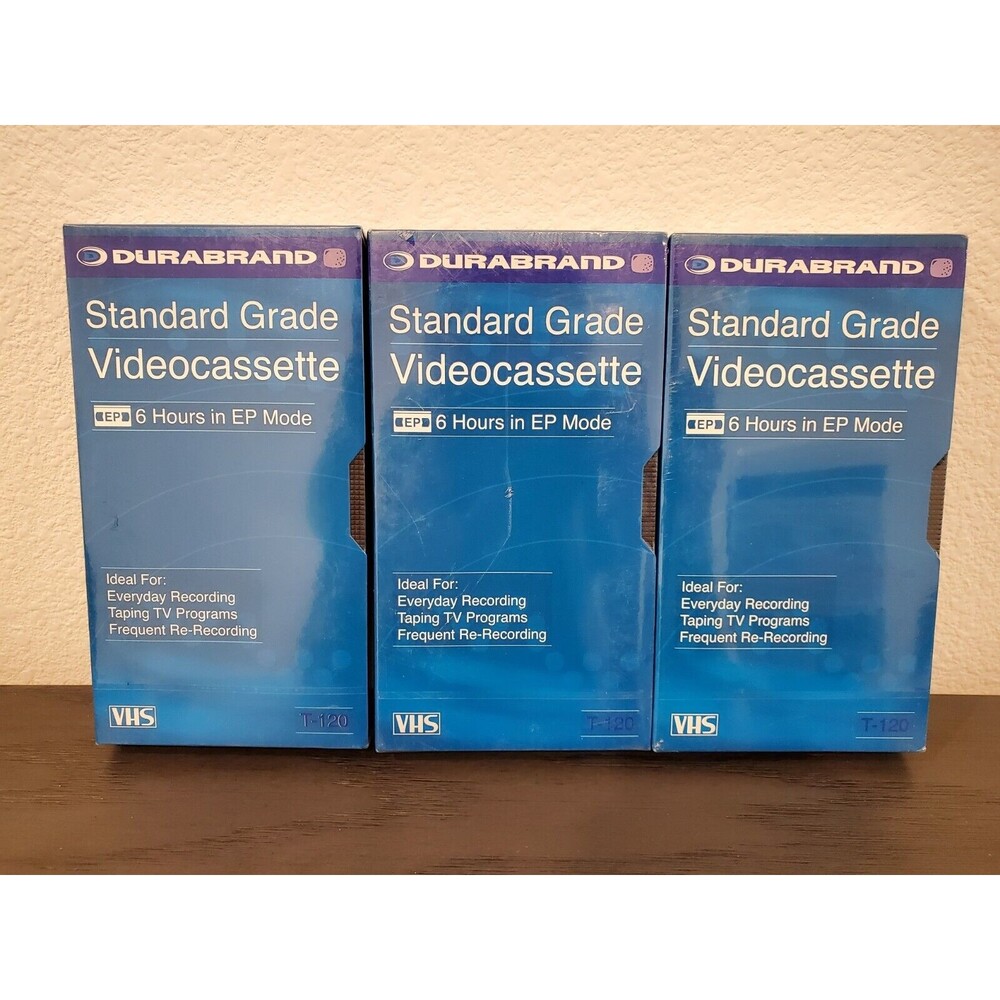 DURABRAND
Standard Grade
Videocassette
EP 6 Hours in EP Mode
Ideal For:
Everyday Recording
Taping TV Programs
Frequent Re-Recording
VHS T-120
DURABRAND
Standard Grade
Videocassette
EP 6 Hours in EP Mode
Ideal For:
Everyday Recording
Taping TV Programs
Frequent Re-Recording
VHS T-120
DURABRAND
Standard Grade
Videocassette
EP 6 Hours in EP Mode
Ideal For:
Everyday Recording
Taping TV Programs
Frequent Re-Recording
VHS T-120